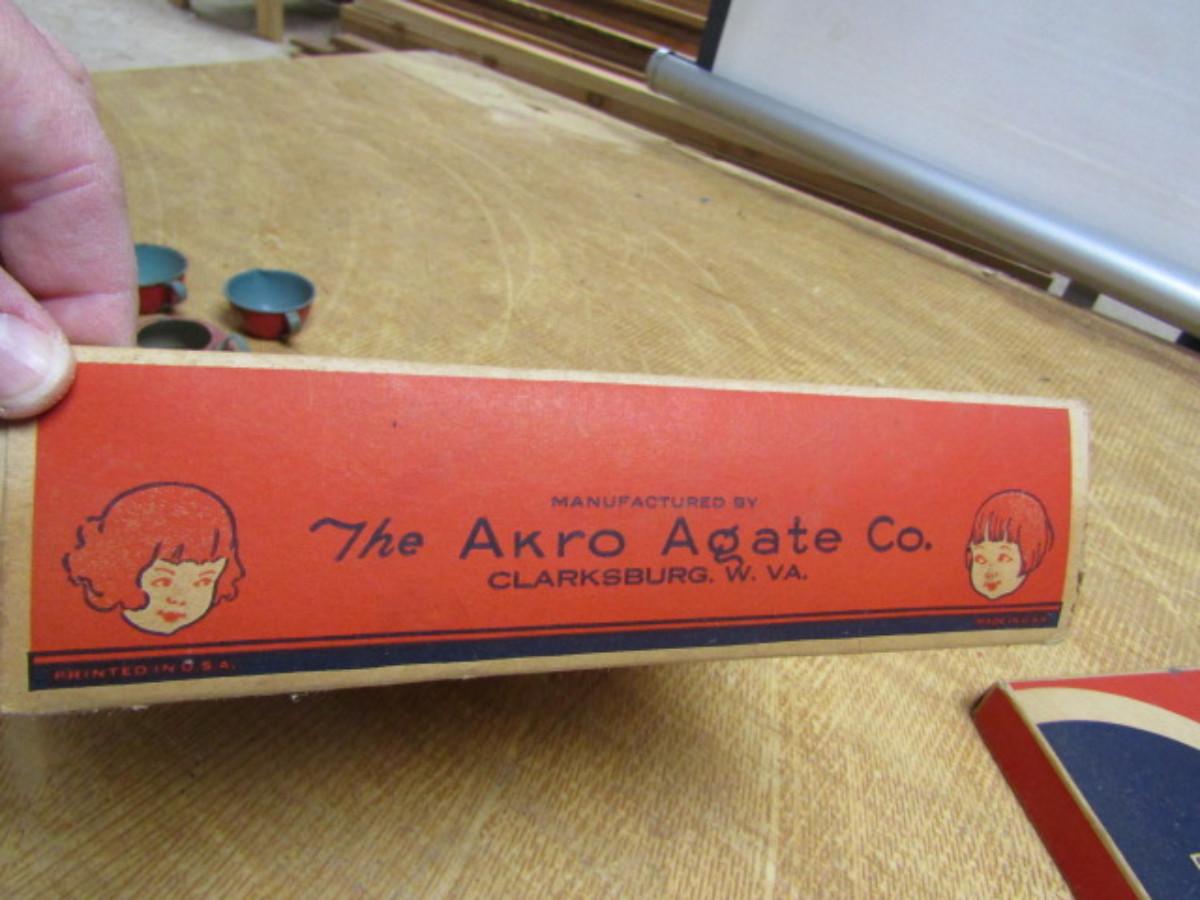 MANUFACTURED BY
The Akro Agate Co.
CLARKSBURG. W. VA.
PRINTED IN U.S.A.
MADE IN U.S.A.